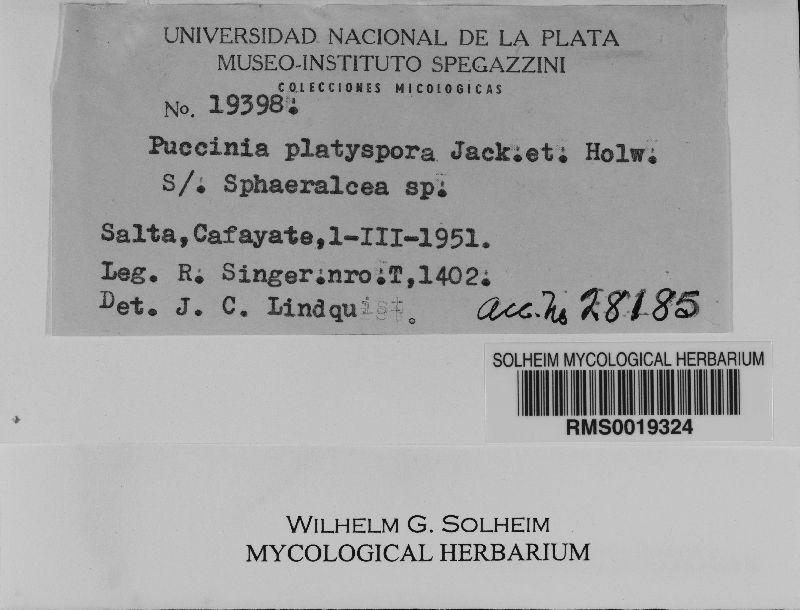 UNIVERSIDAD NACIONAL DE LA PLATA
MUSEO-INSTITUTO SPEGAZZINI
COLECCIONES MICOLOGICAS
No. 19398:
Puccinia platyspora Jack.et: Holw:
S/: Sphaeralcea sp:
Salta,Cafayate,1-III-1951.
Leg. R. Singer:nro:T,1402:
Det. J. C. Lindquist.
acc. No 28185
SOLHEIM MYCOLOGICAL HERBARIUM
RMS0019324
WILHELM G. SOLHEIM
MYCOLOGICAL HERBARIUM